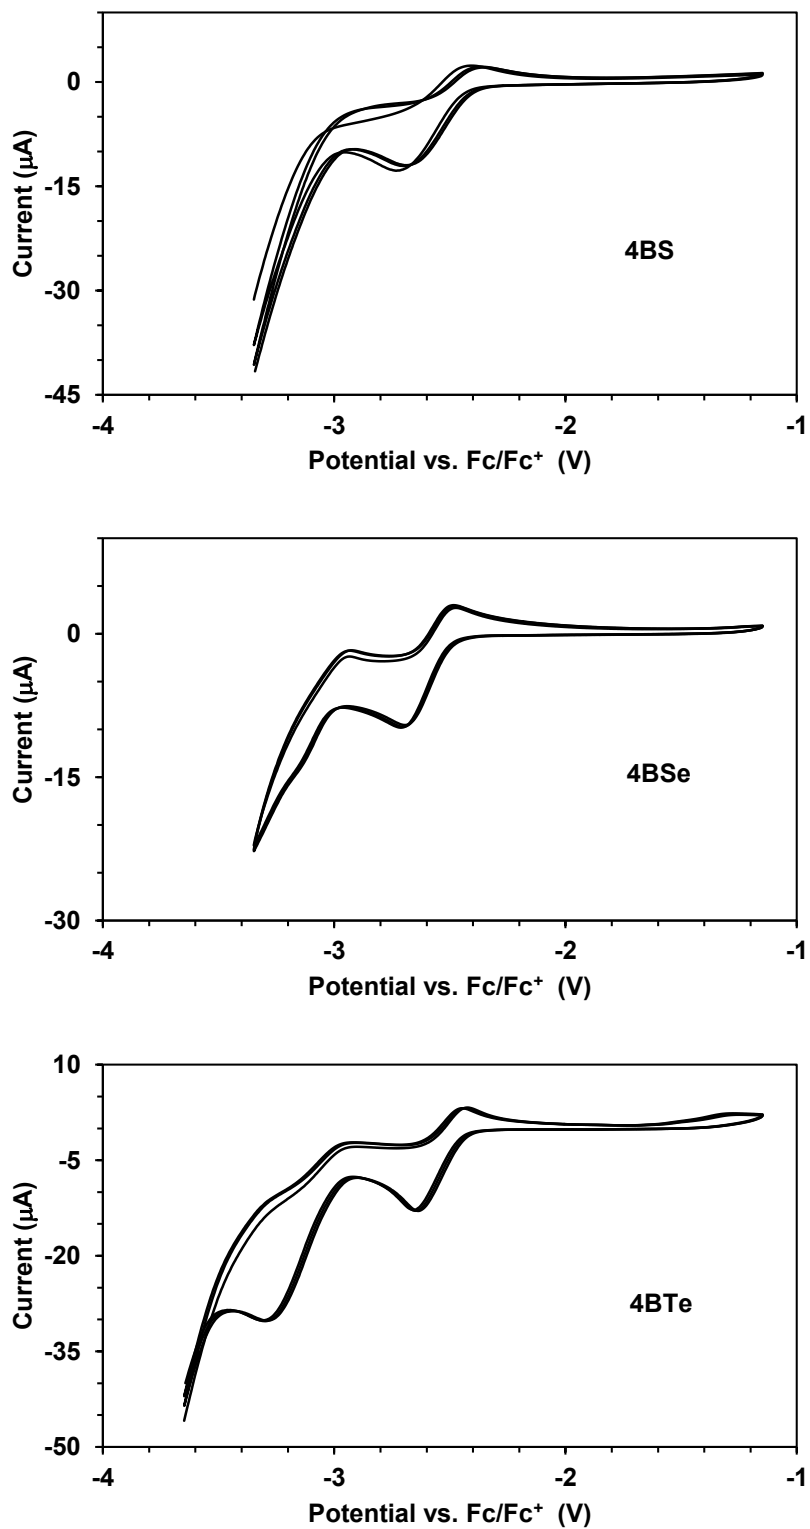 0
-15
-30
-45
Current (μA)
4BS
-4 -3 -2 -1
Potential vs. Fc/Fc⁺ (V)
0
-15
-30
Current (μA)
4BSe
-4 -3 -2 -1
Potential vs. Fc/Fc⁺ (V)
10
-5
-20
-35
-50
Current (μA)
4BTe
-4 -3 -2 -1
Potential vs. Fc/Fc⁺ (V)